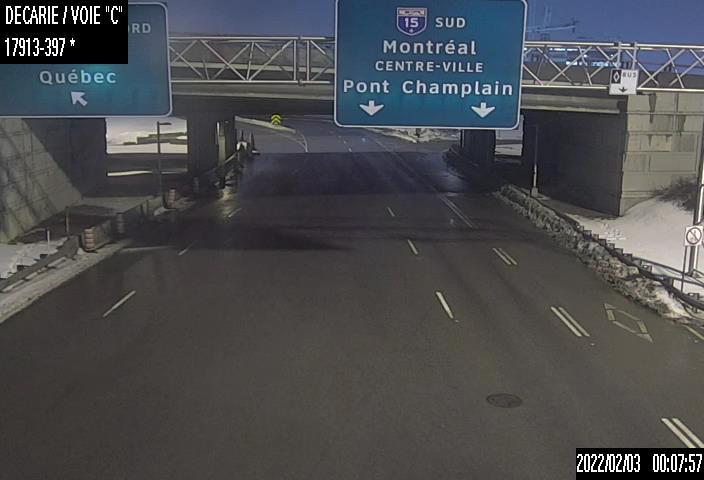 DECARIE / VOIE "C"
17913-397 *
Québec
15 SUD
Montréal
CENTRE-VILLE
Pont Champlain
BUS
2022/02/03 00:07:57